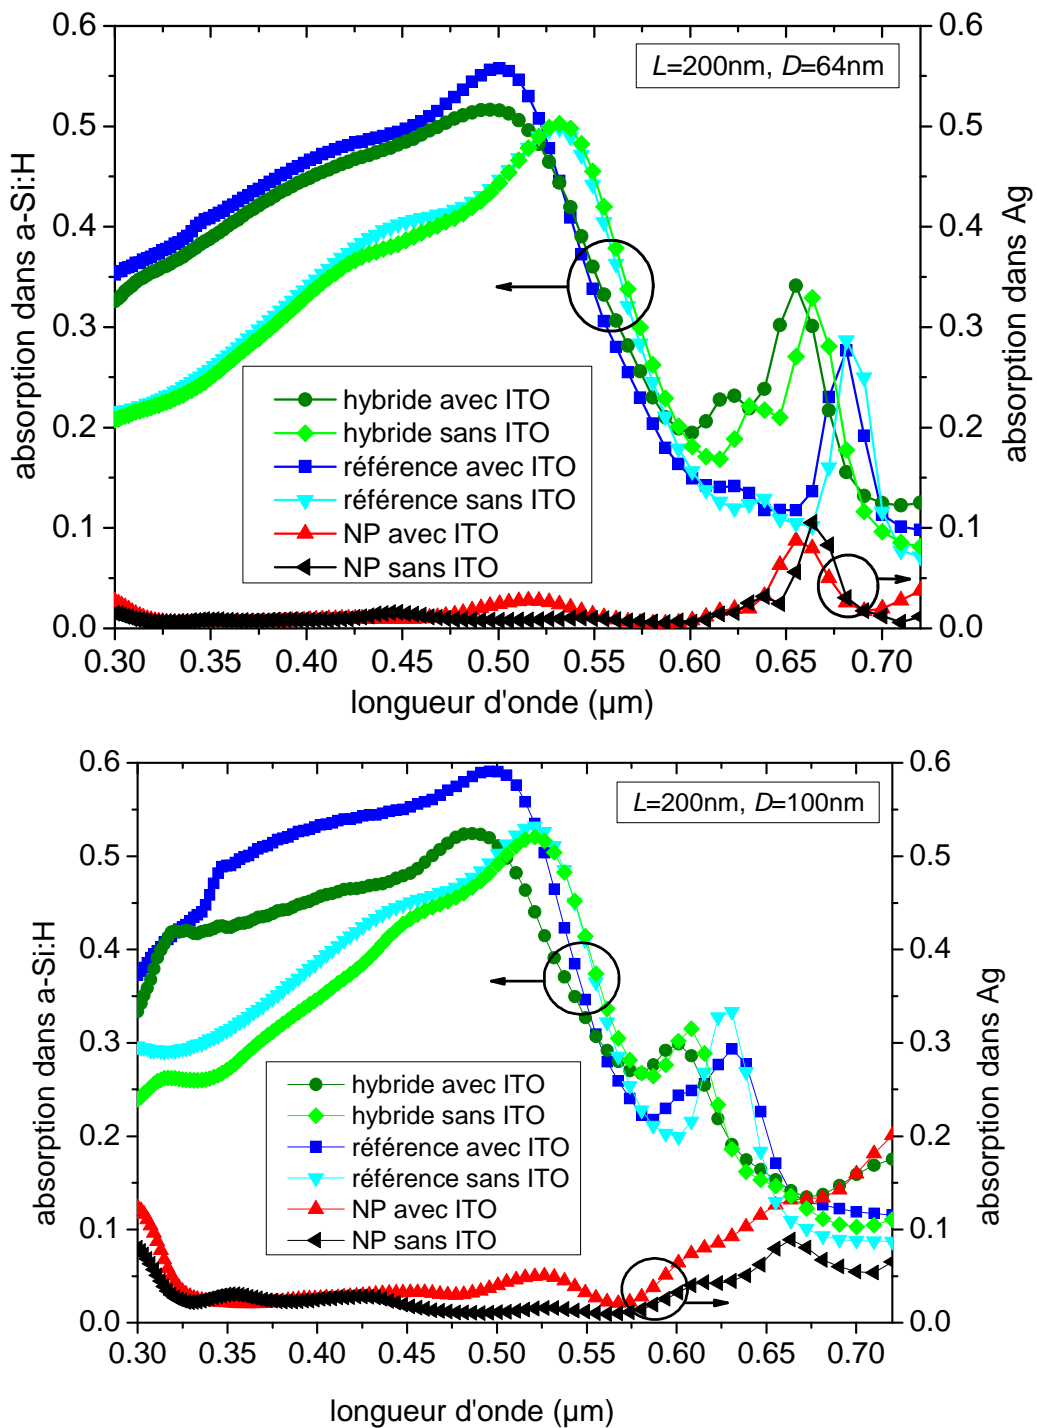 0.6
0.6
L=200nm, D=64nm
0.5
0.5
0.4
0.4
0.3
0.3
0.2
0.2
0.1
0.1
0.0
0.0
absorption dans a-Si:H
absorption dans Ag
hybride avec ITO
hybride sans ITO
référence avec ITO
référence sans ITO
NP avec ITO
NP sans ITO
0.30 0.35 0.40 0.45 0.50 0.55 0.60 0.65 0.70
longueur d'onde (µm)
0.6
0.6
L=200nm, D=100nm
0.5
0.5
0.4
0.4
0.3
0.3
0.2
0.2
0.1
0.1
0.0
0.0
absorption dans a-Si:H
absorption dans Ag
hybride avec ITO
hybride sans ITO
référence avec ITO
référence sans ITO
NP avec ITO
NP sans ITO
0.30 0.35 0.40 0.45 0.50 0.55 0.60 0.65 0.70
longueur d'onde (µm)